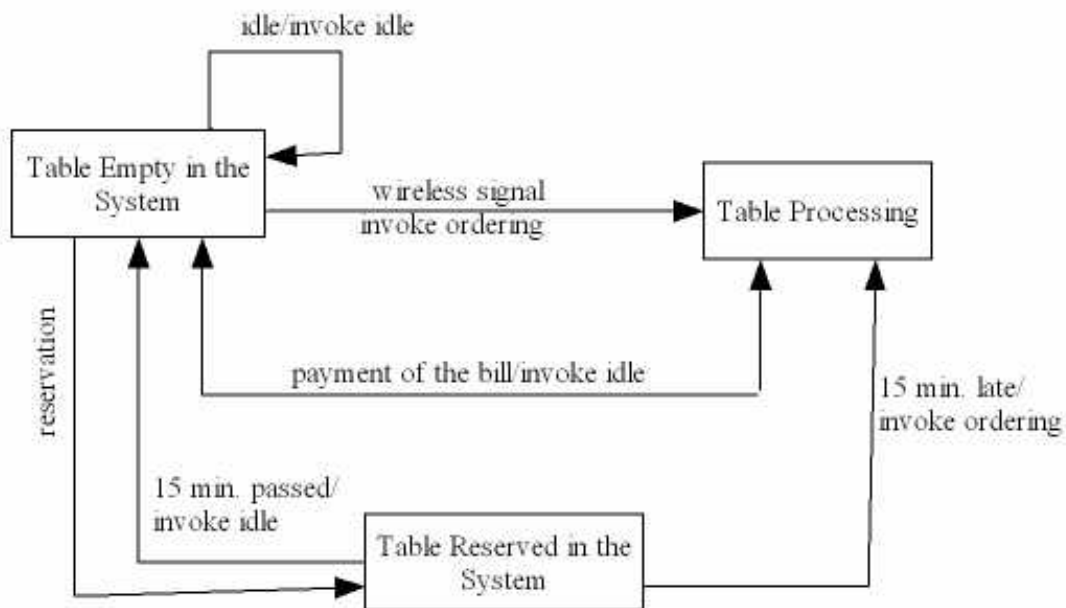 idle/invoke idle
Table Empty in the
System
wireless signal
invoke ordering
Table Processing
reservation
payment of the bill/invoke idle
15 min. late/
invoke ordering
15 min. passed/
invoke idle
Table Reserved in the
System